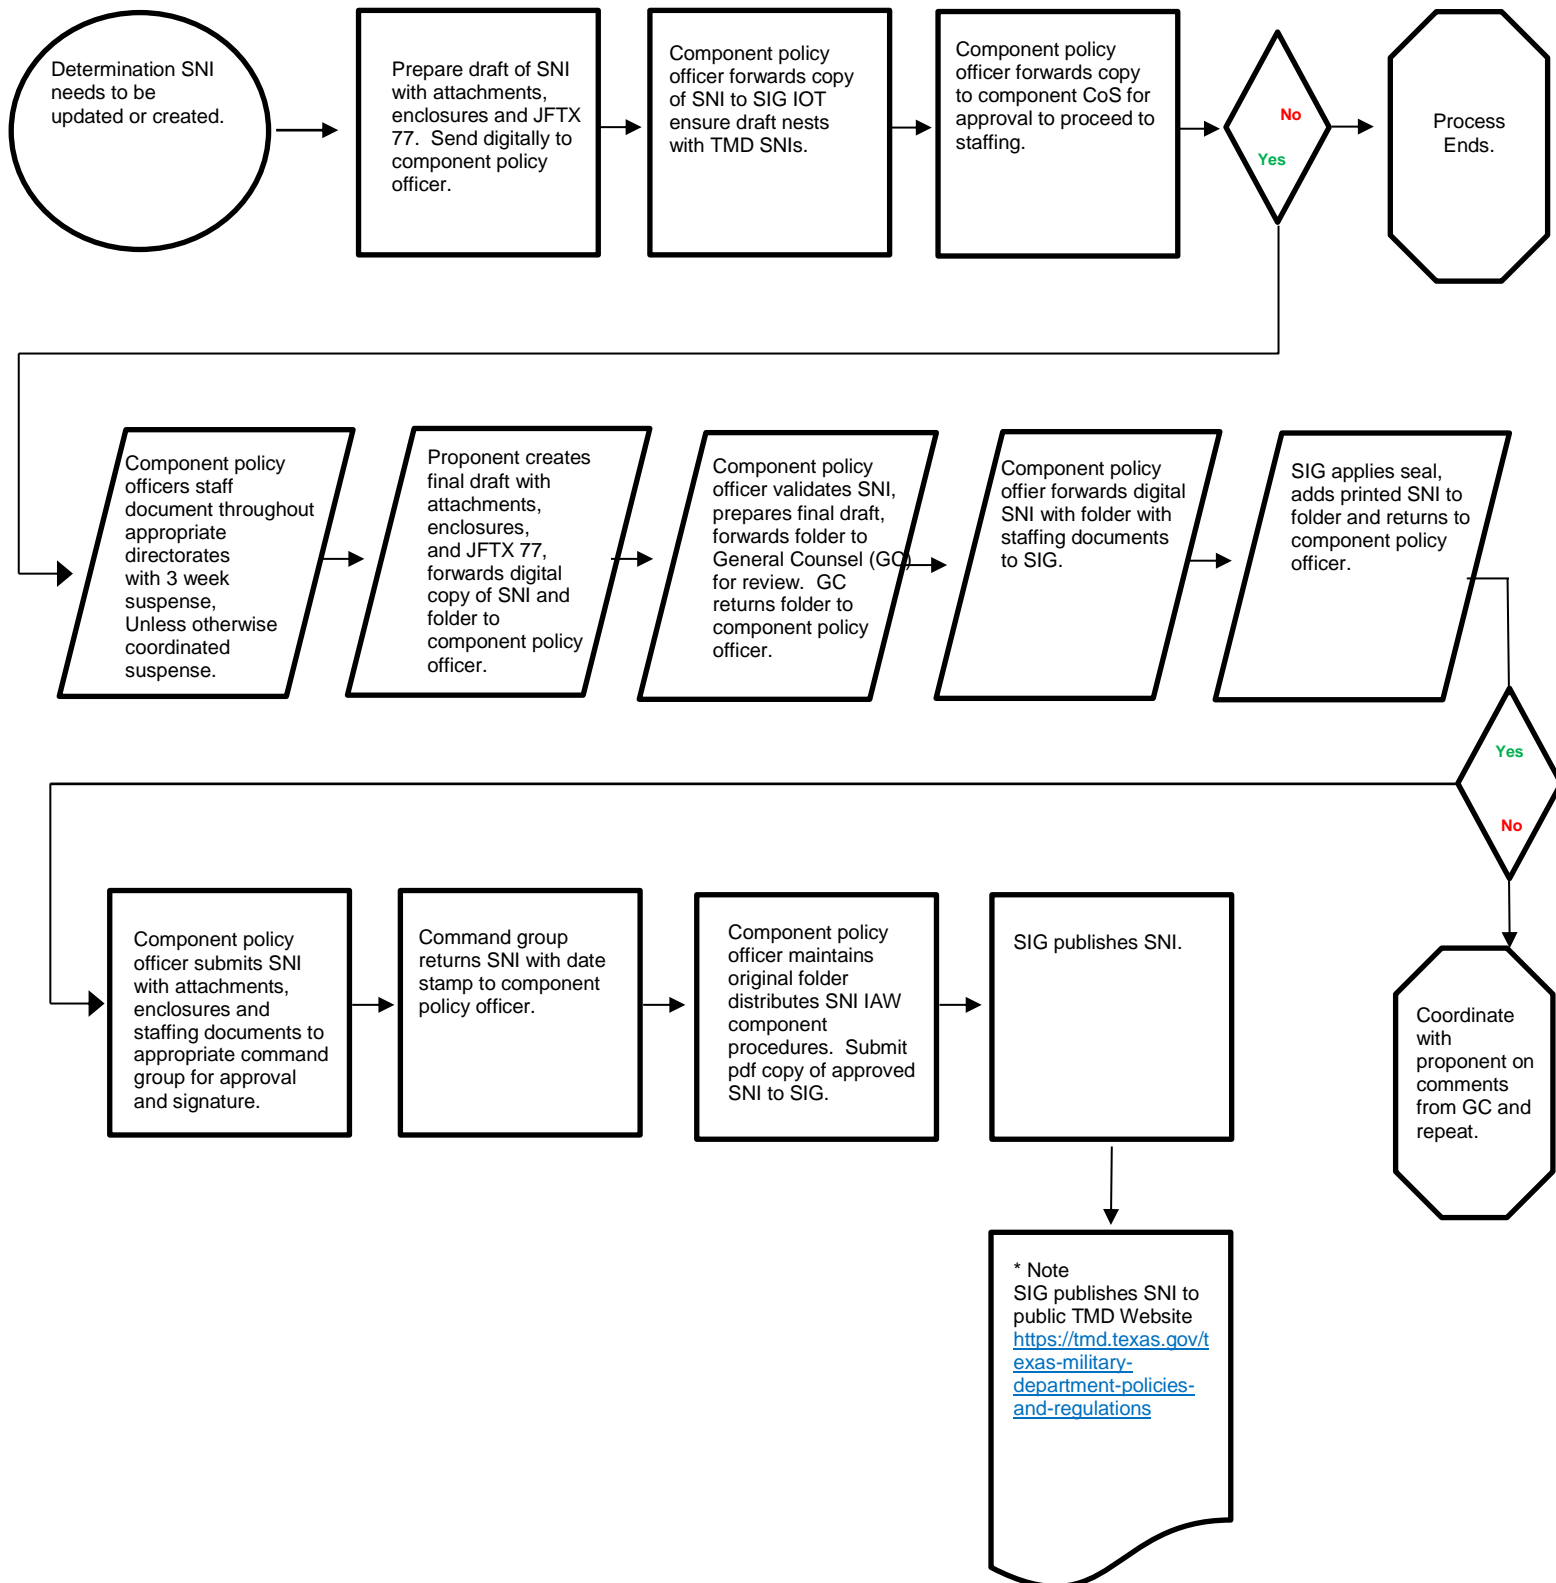 Determination SNI
needs to be
updated or created.
Prepare draft of SNI
with attachments,
enclosures and JFTX
77.  Send digitally to
component policy
officer.
Component policy
officer forwards copy
of SNI to SIG IOT
ensure draft nests
with TMD SNIs.
Component policy
officer forwards copy
to component CoS for
approval to proceed to
staffing.
No
Yes
Process
Ends.
Component policy
officers staff
document throughout
appropriate
directorates
with 3 week
suspense,
Unless otherwise
coordinated
suspense.
Proponent creates
final draft with
attachments,
enclosures,
and JFTX 77,
forwards digital
copy of SNI and
folder to
component policy
officer.
Component policy
officer validates SNI,
prepares final draft,
forwards folder to
General Counsel (GC)
for review.  GC
returns folder to
component policy
officer.
Component policy
offier forwards digital
SNI with folder with
staffing documents
to SIG.
SIG applies seal,
adds printed SNI to
folder and returns to
component policy
officer.
Yes
No
Component policy
officer submits SNI
with attachments,
enclosures and
staffing documents to
appropriate command
group for approval
and signature.
Command group
returns SNI with date
stamp to component
policy officer.
Component policy
officer maintains
original folder
distributes SNI IAW
component
procedures.  Submit
pdf copy of approved
SNI to SIG.
SIG publishes SNI.
Coordinate
with
proponent on
comments
from GC and
repeat.
* Note
SIG publishes SNI to
public TMD Website
https://tmd.texas.gov/t
exas-military-
department-policies-
and-regulations